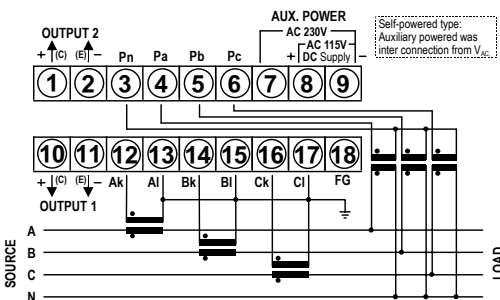 AUX. POWER
AC 230V
AC 115V
+ DC Supply −
Self-powered type:
Auxiliary powered was
inter connection from VAC.
OUTPUT 2
+ (C) (E) − Pn Pa Pb Pc
1 2 3 4 5 6 7 8 9
10 11 12 13 14 15 16 17 18
+ (C) (E) − Ak Al Bk Bl Ck Cl FG
OUTPUT 1
SOURCE
A
B
C
N
LOAD